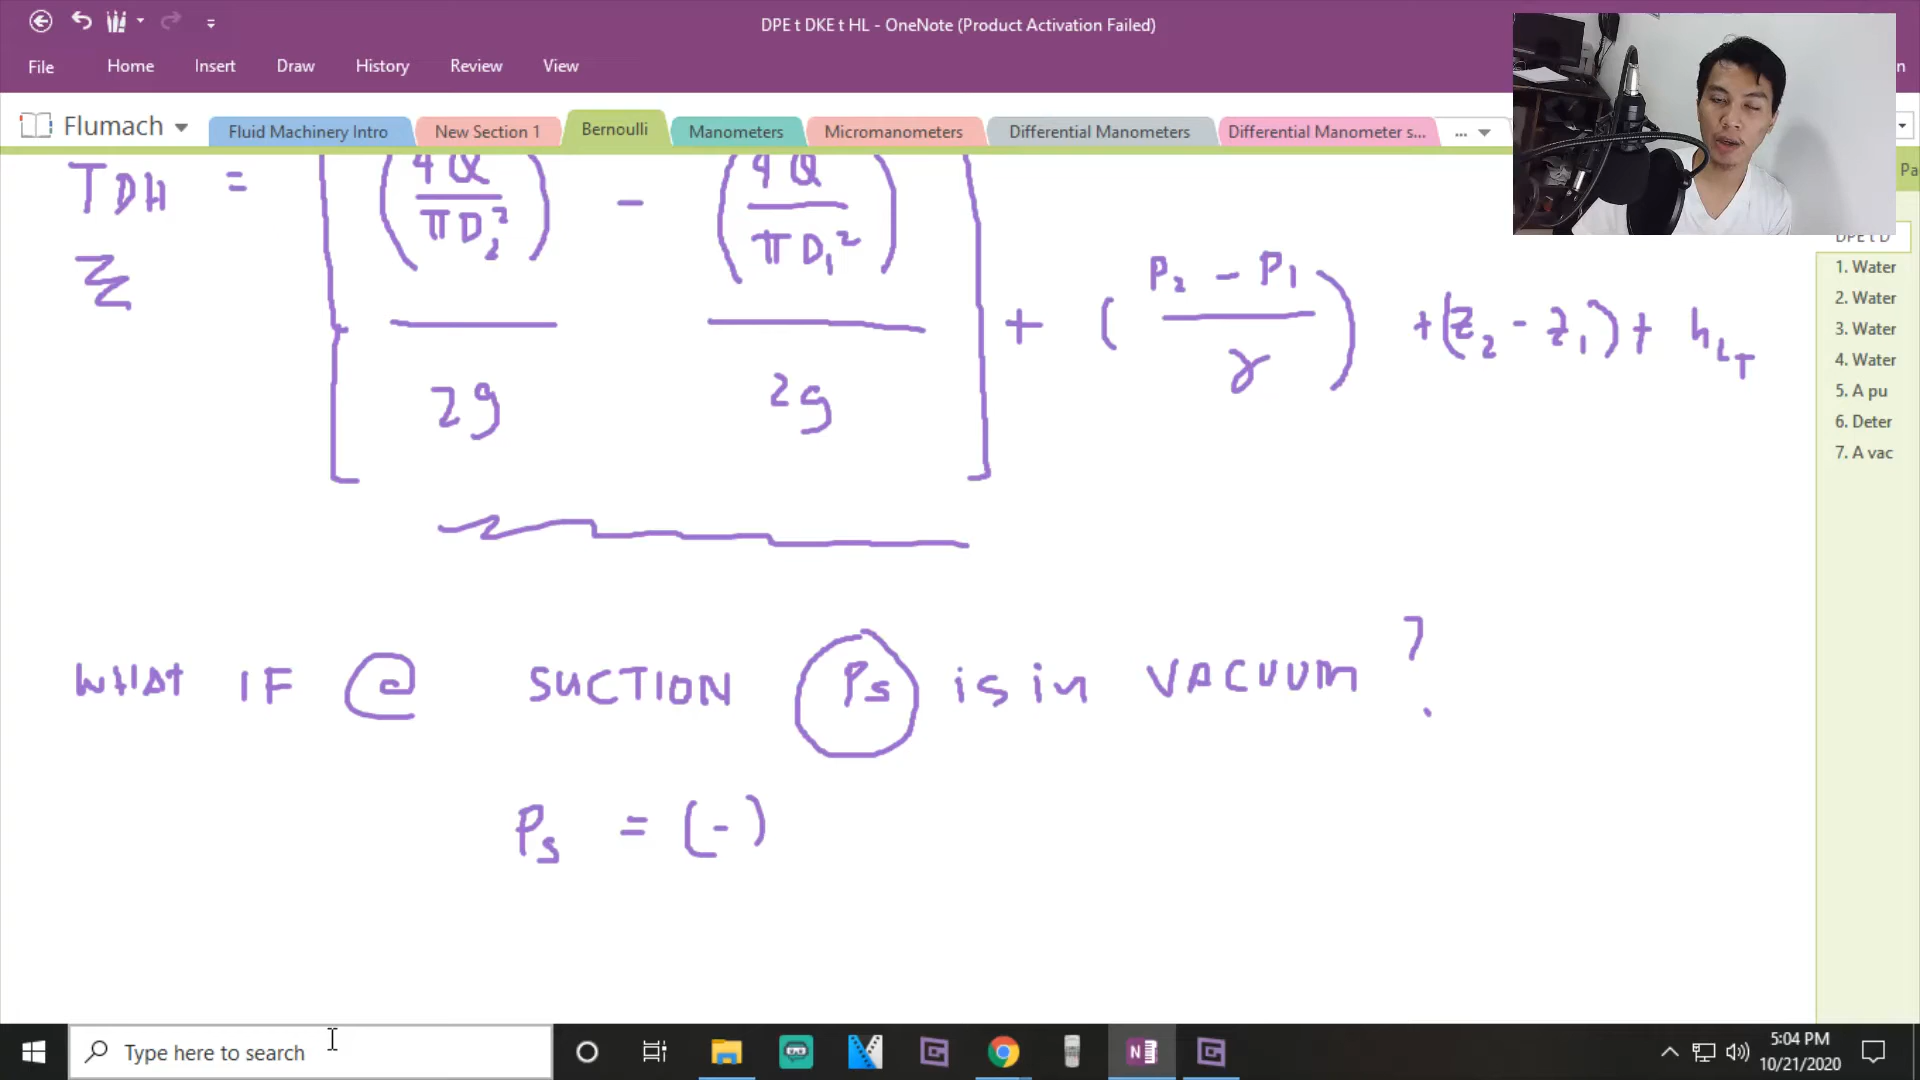 DPE t DKE t HL - OneNote (Product Activation Failed)
File Home Insert Draw History Review View
Flumach Fluid Machinery Intro New Section 1 Bernoulli Manometers Micromanometers Differential Manometers Differential Manometer s... ...
Pa
DPE t D
1. Water
2. Water
3. Water
4. Water
5. A pu
6. Deter
7. A vac
TDH = [ (4Q / πD₂²) / 2g - (4Q / πD₁²) / 2g ] + (P₂ - P₁ / γ) + (Z₂ - Z₁) + hLT
WHAT IF @ SUCTION Ps is in VACUUM ?
Ps = (-)
Type here to search
5:04 PM
10/21/2020